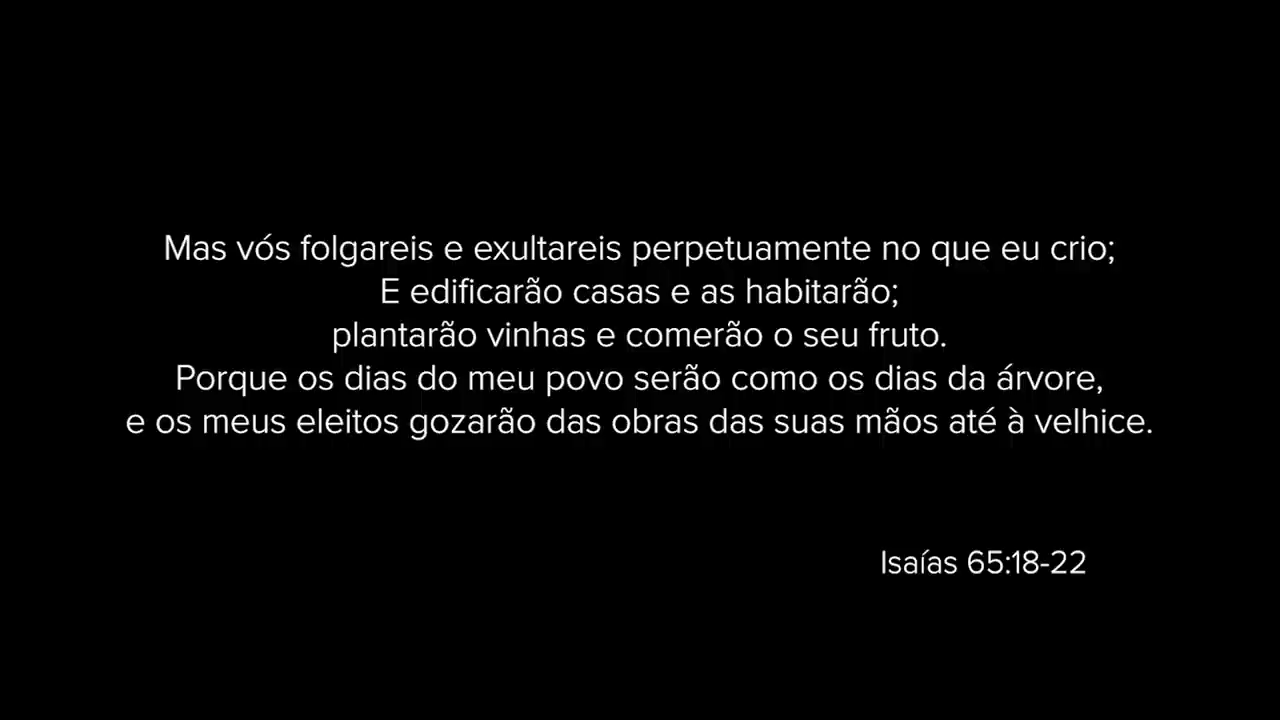 Mas vós folgareis e exultareis perpetuamente no que eu crio;
E edificarão casas e as habitarão;
plantarão vinhas e comerão o seu fruto.
Porque os dias do meu povo serão como os dias da árvore,
e os meus eleitos gozarão das obras das suas mãos até à velhice.
Isaías 65:18-22